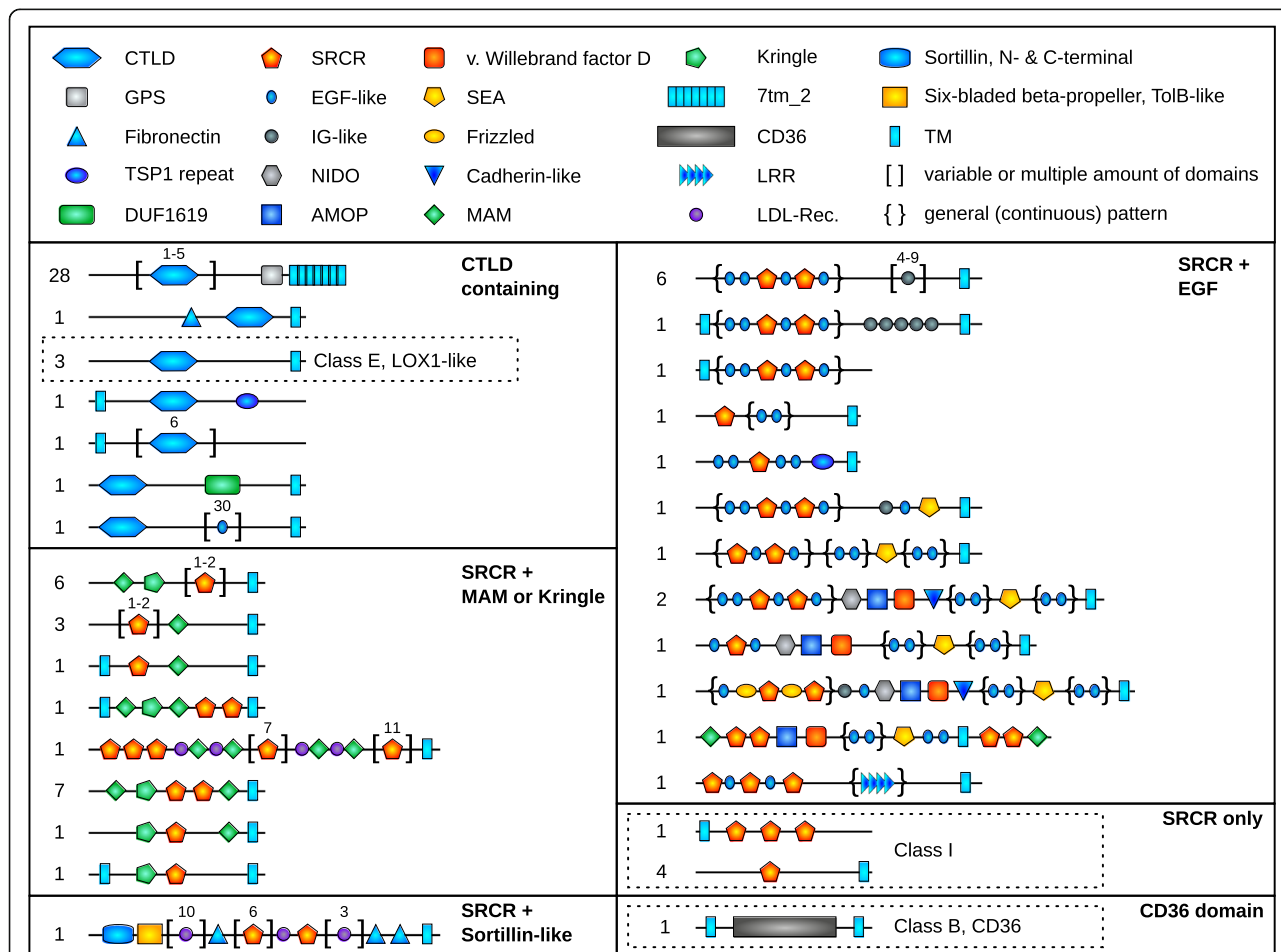 CTLD
SRCR
v. Willebrand factor D
Kringle
Sortillin, N- & C-terminal
GPS
EGF-like
SEA
7tm_2
Six-bladed beta-propeller, TolB-like
Fibronectin
IG-like
Frizzled
CD36
TM
TSP1 repeat
NIDO
Cadherin-like
LRR
[ ] variable or multiple amount of domains
DUF1619
AMOP
MAM
LDL-Rec.
{ } general (continuous) pattern
CTLD
containing
28 [ 1-5 ]
1
3 Class E, LOX1-like
1
1 [ 6 ]
1
1 [ 30 ]
SRCR +
MAM or Kringle
6 [ 1-2 ]
3 [ 1-2 ]
1
1
1 [ 7 ] [ 11 ]
7
1
1
SRCR +
Sortillin-like
1 [ 10 ] [ 6 ] [ 3 ]
SRCR +
EGF
6 { } [ 4-9 ]
1 { }
1 { }
1 { }
1
1 { }
1 { } { } { }
2 { } { } { }
1 { } { }
1 { } { } { }
1 { }
1 { }
SRCR only
1
Class I
4
CD36 domain
1 Class B, CD36